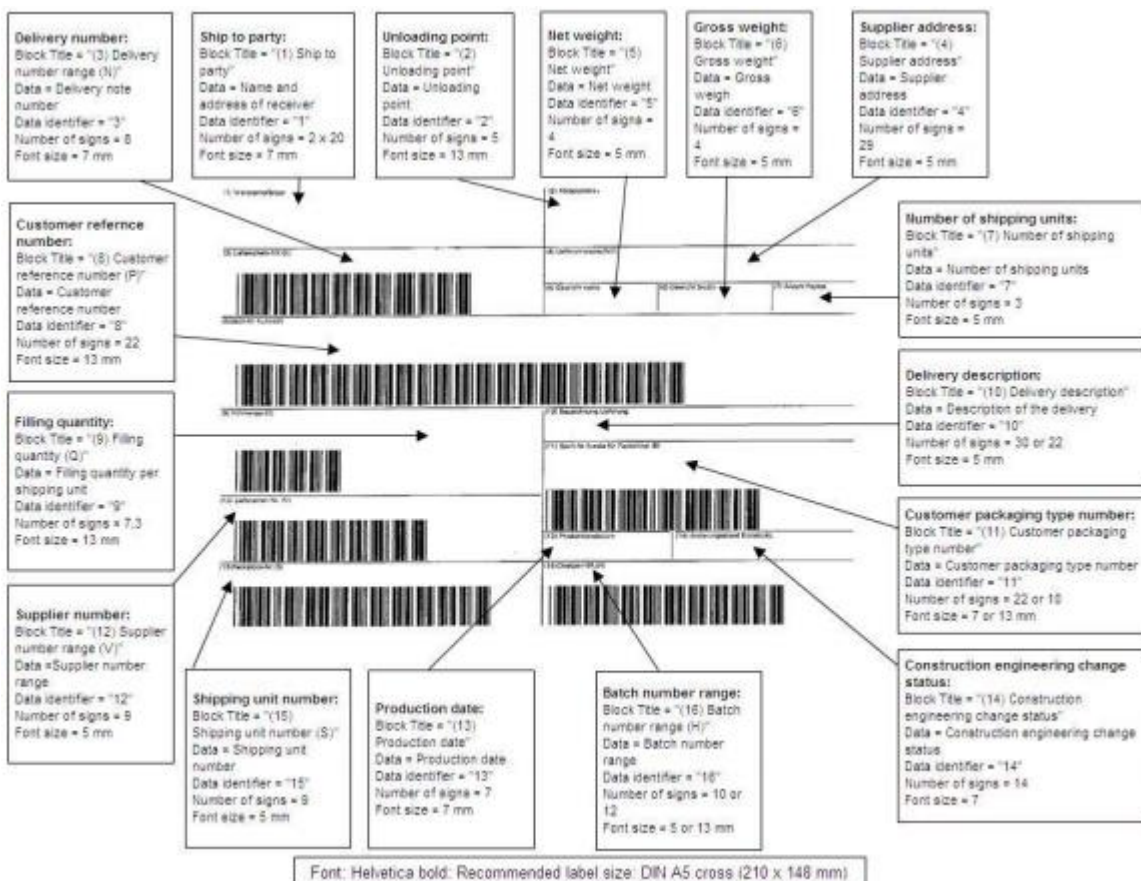 Delivery number:
Block Title = "(3) Delivery
number range (N)"
Data = Delivery note
number
Data identifier = "3"
Number of signs = 8
Font size = 7 mm
Ship to party:
Block Title = "(1) Ship to
party"
Data = Name and
address of receiver
Data identifier = "1"
Number of signs = 2 x 20
Font size = 7 mm
Unloading point:
Block Title = "(2)
Unloading point"
Data = Unloading
point
Data identifier = "2"
Number of signs = 5
Font size = 13 mm
Net weight:
Block Title = "(5)
Net weight"
Data = Net weight
Data identifier = "5"
Number of signs =
4
Font size = 5 mm
Gross weight:
Block Title = "(6)
Gross weight"
Data = Gross
weigh
Data identifier = "6"
Number of signs =
4
Font size = 5 mm
Supplier address:
Block Title = "(4)
Supplier address"
Data = Supplier
address
Data identifier = "4"
Number of signs =
29
Font size = 5 mm
Customer refernce
number:
Block Title = "(8) Customer
reference number (P)"
Data = Customer
reference number
Data identifier = "8"
Number of signs = 22
Font size = 13 mm
Number of shipping units:
Block Title = "(7) Number of shipping
units"
Data = Number of shipping units
Data identifier = "7"
Number of signs = 3
Font size = 5 mm
Filling quantity:
Block Title = "(9) Filling
quantity (Q)"
Data = Filling quantity per
shipping unit
Data identifier = "9"
Number of signs = 7,3
Font size = 13 mm
Delivery description:
Block Title = "(10) Delivery description"
Data = Description of the delivery
Data identifier = "10"
Number of signs = 30 or 22
Font size = 5 mm
Customer packaging type number:
Block Title = "(11) Customer packaging
type number"
Data = Customer packaging type number
Data identifier = "11"
Number of signs = 22 or 10
Font size = 7 or 13 mm
Supplier number:
Block Title = "(12) Supplier
number range (V)"
Data =Supplier number
range
Data identifier = "12"
Number of signs = 9
Font size = 5 mm
Shipping unit number:
Block Title = "(15)
Shipping unit number (S)"
Data = Shipping unit
number
Data identifier = "15"
Number of signs = 9
Font size = 5 mm
Production date:
Block Title = "(13)
Production date"
Data = Production date
Data identifier = "13"
Number of signs = 7
Font size = 7 mm
Batch number range:
Block Title = "(16) Batch
number range (H)"
Data = Batch number
range
Data identifier = "16"
Number of signs = 10 or
12
Font size = 5 or 13 mm
Construction engineering change
status:
Block Title = "(14) Construction
engineering change status"
Data = Construction engineering change
status
Data identifier = "14"
Number of signs = 14
Font size = 7
Font: Helvetica bold: Recommended label size: DIN A5 cross (210 x 148 mm)